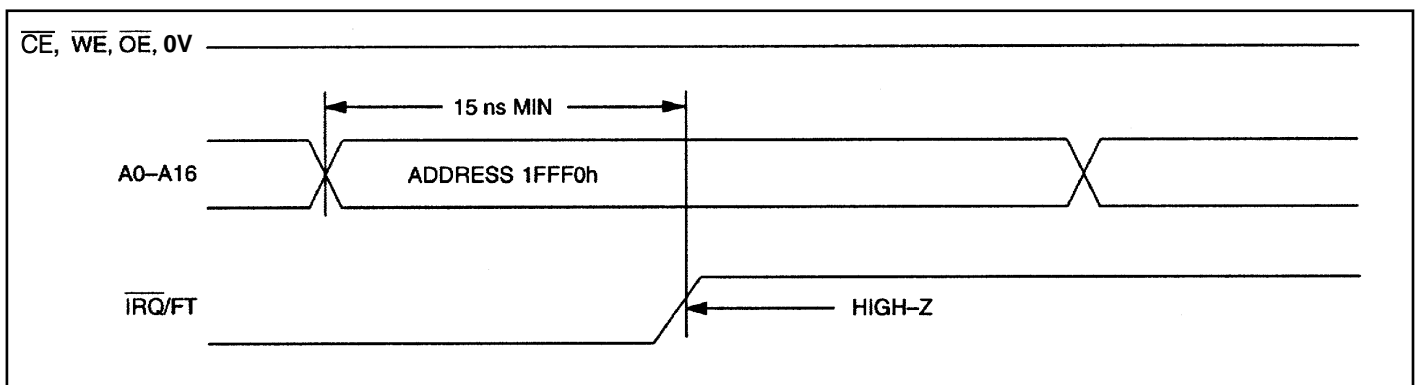 CE, WE, OE, 0V
15 ns MIN
A0–A16
ADDRESS 1FFF0h
IRQ/FT
HIGH–Z